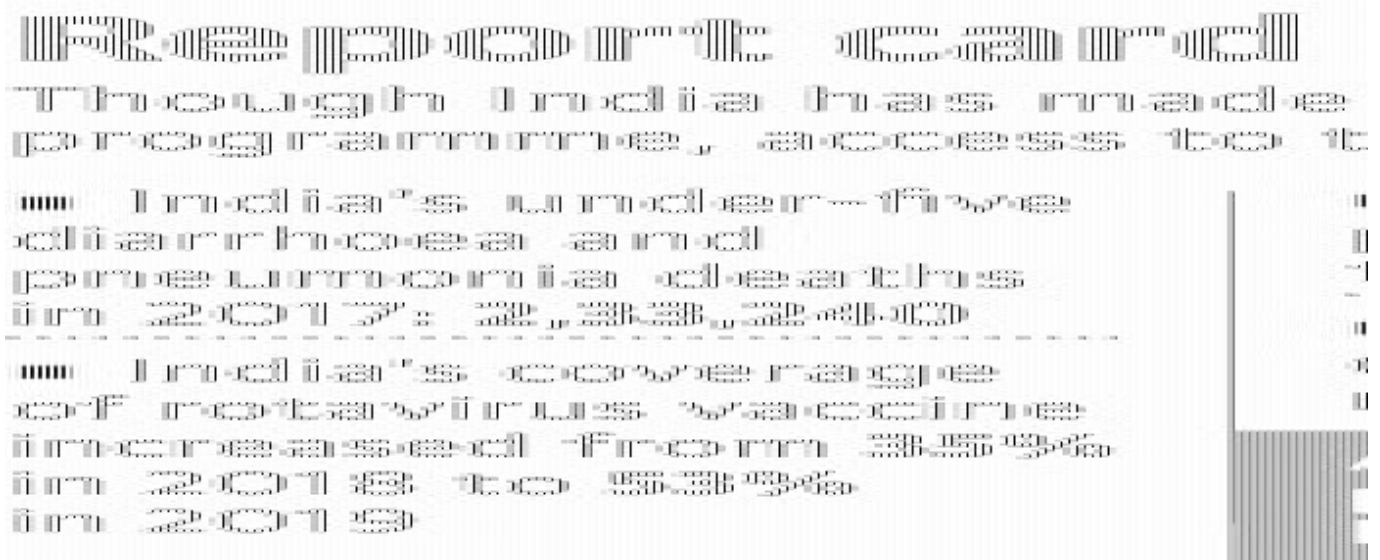 Report card
Though India has made
programme, access to t
■ India's under-five
diarrhoea and
pneumonia deaths
in 2017: 2,33,240
■ India's coverage
of rotavirus vaccine
increased from 35%
in 2018 to 53%
in 2019